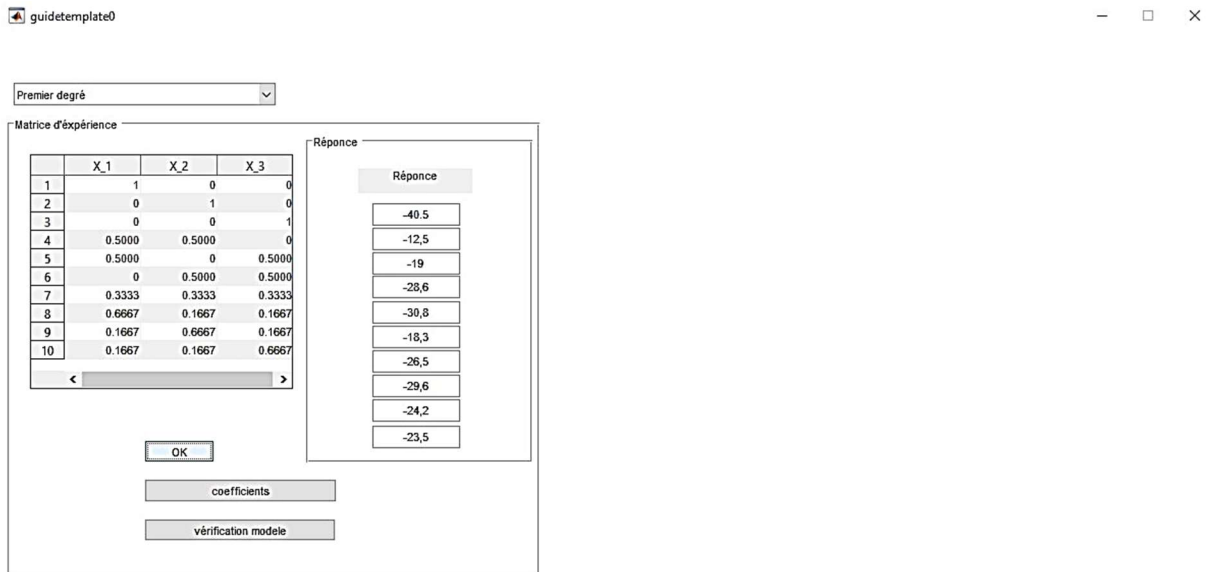 guidetemplate0
Premier degré
Matrice d'éxpérience
Réponce
X_1 X_2 X_3
Réponce
1 1 0 0
2 0 1 0
3 0 0 1
4 0.5000 0.5000 0
5 0.5000 0 0.5000
6 0 0.5000 0.5000
7 0.3333 0.3333 0.3333
8 0.6667 0.1667 0.1667
9 0.1667 0.6667 0.1667
10 0.1667 0.1667 0.6667
-40.5
-12,5
-19
-28,6
-30,8
-18,3
-26,5
-29,6
-24,2
-23,5
OK
coefficients
vérification modele